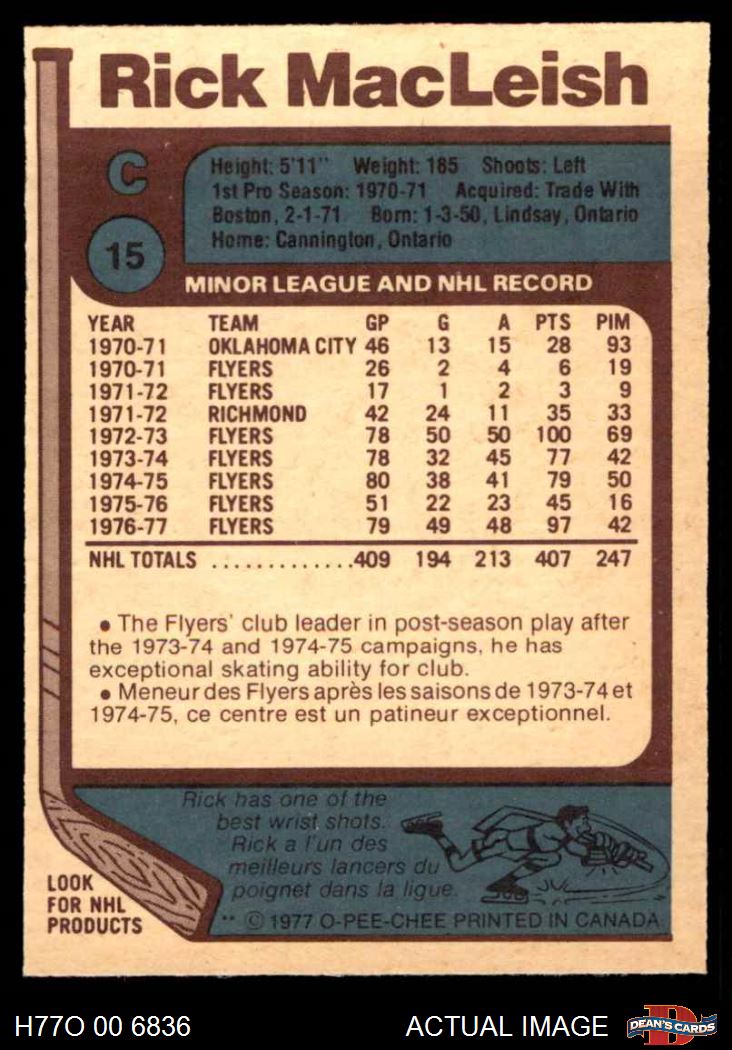 Rick MacLeish
C
15
Height: 5'11" Weight: 185 Shoots: Left
1st Pro Season: 1970-71 Acquired: Trade With
Boston, 2-1-71 Born: 1-3-50, Lindsay, Ontario
Home: Cannington, Ontario
MINOR LEAGUE AND NHL RECORD
YEAR TEAM GP G A PTS PIM
1970-71 OKLAHOMA CITY 46 13 15 28 93
1970-71 FLYERS 26 2 4 6 19
1971-72 FLYERS 17 1 2 3 9
1971-72 RICHMOND 42 24 11 35 33
1972-73 FLYERS 78 50 50 100 69
1973-74 FLYERS 78 32 45 77 42
1974-75 FLYERS 80 38 41 79 50
1975-76 FLYERS 51 22 23 45 16
1976-77 FLYERS 79 49 48 97 42
NHL TOTALS .............409 194 213 407 247
• The Flyers' club leader in post-season play after
the 1973-74 and 1974-75 campaigns, he has
exceptional skating ability for club.
• Meneur des Flyers après les saisons de 1973-74 et
1974-75, ce centre est un patineur exceptionnel.
Rick has one of the
best wrist shots.
Rick a l'un des
meilleurs lancers du
poignet dans la ligue.
LOOK
FOR NHL
PRODUCTS
** © 1977 O-PEE-CHEE PRINTED IN CANADA
H77O 00 6836 ACTUAL IMAGE
D
DEAN'S CARDS